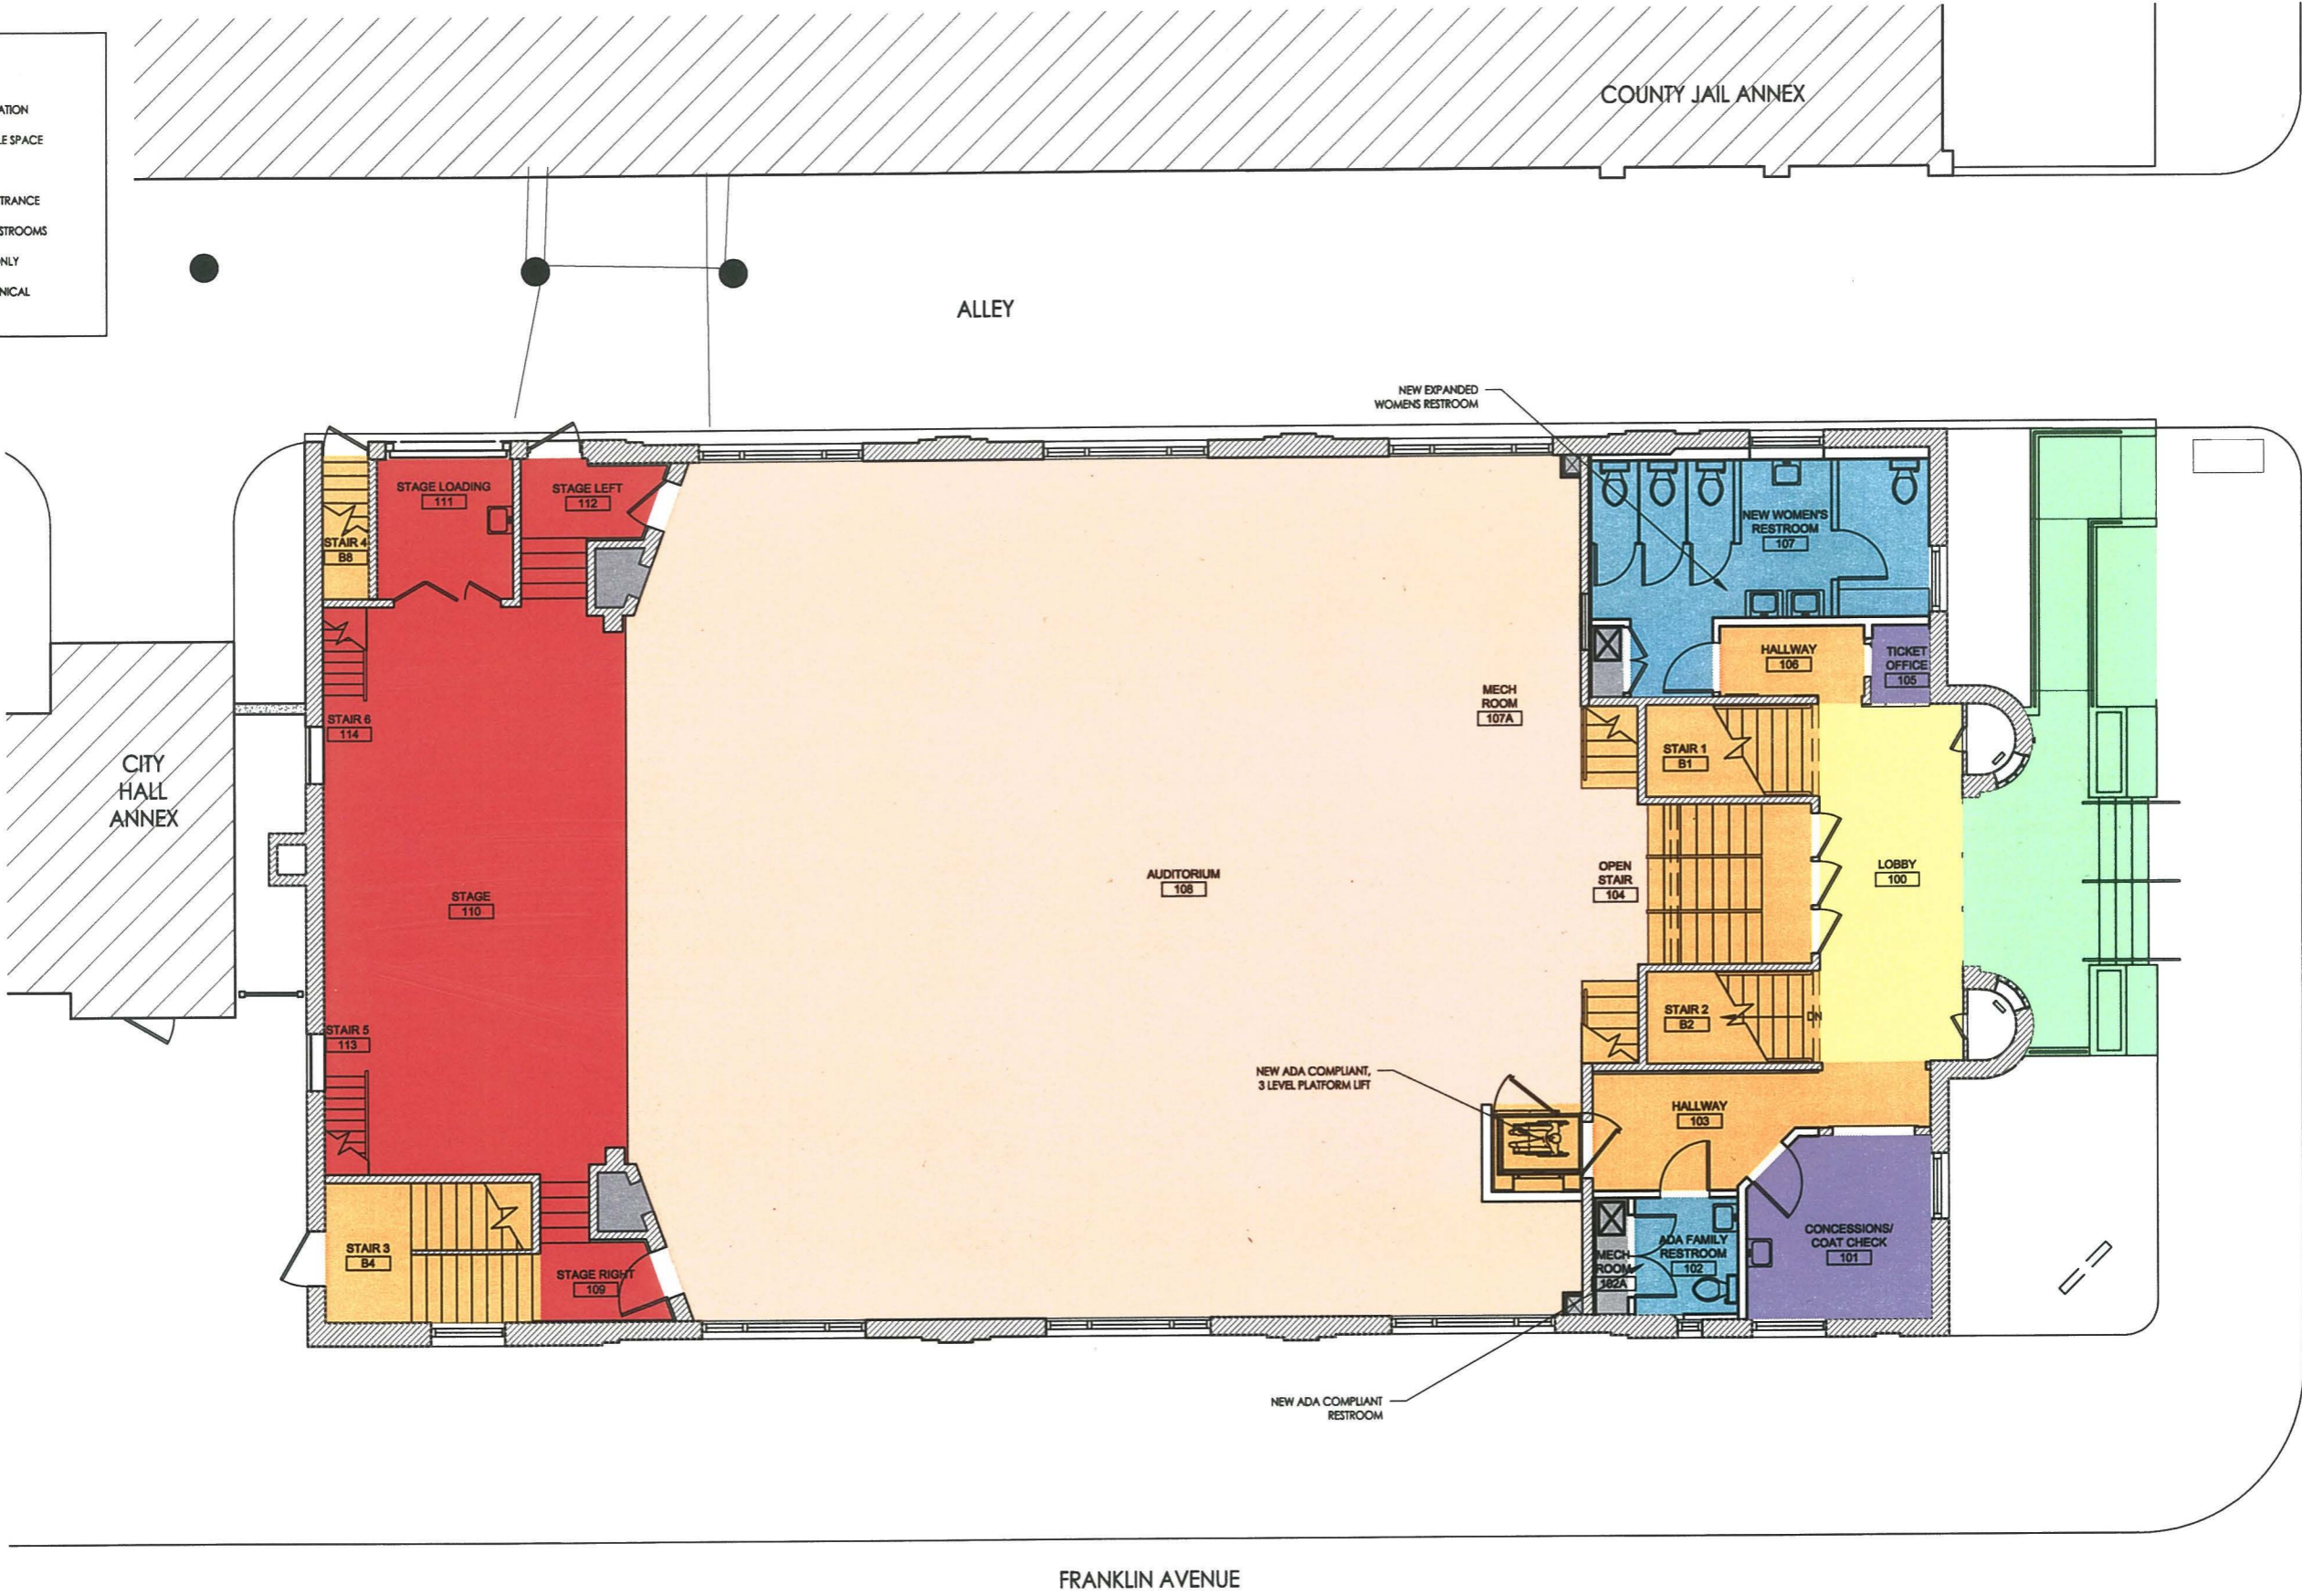 COUNTY JAIL ANNEX
ATION
LE SPACE
TRANCE
STROOMS
NLY
NICAL
ALLEY
NEW EXPANDED
WOMENS RESTROOM
STAGE LOADING
111
STAGE LEFT
112
STAIR 4
B8
NEW WOMEN'S
RESTROOM
107
HALLWAY
106
TICKET
OFFICE
105
MECH
ROOM
107A
STAIR 6
114
STAIR 1
B1
CITY
HALL
ANNEX
STAGE
110
AUDITORIUM
108
OPEN
STAIR
104
LOBBY
100
STAIR 5
113
STAIR 2
B2
DN
NEW ADA COMPLIANT,
3 LEVEL PLATFORM LIFT
HALLWAY
103
STAIR 3
B4
STAGE RIGHT
109
MECH
ROOM
102A
ADA FAMILY
RESTROOM
102
CONCESSIONS/
COAT CHECK
101
NEW ADA COMPLIANT
RESTROOM
FRANKLIN AVENUE